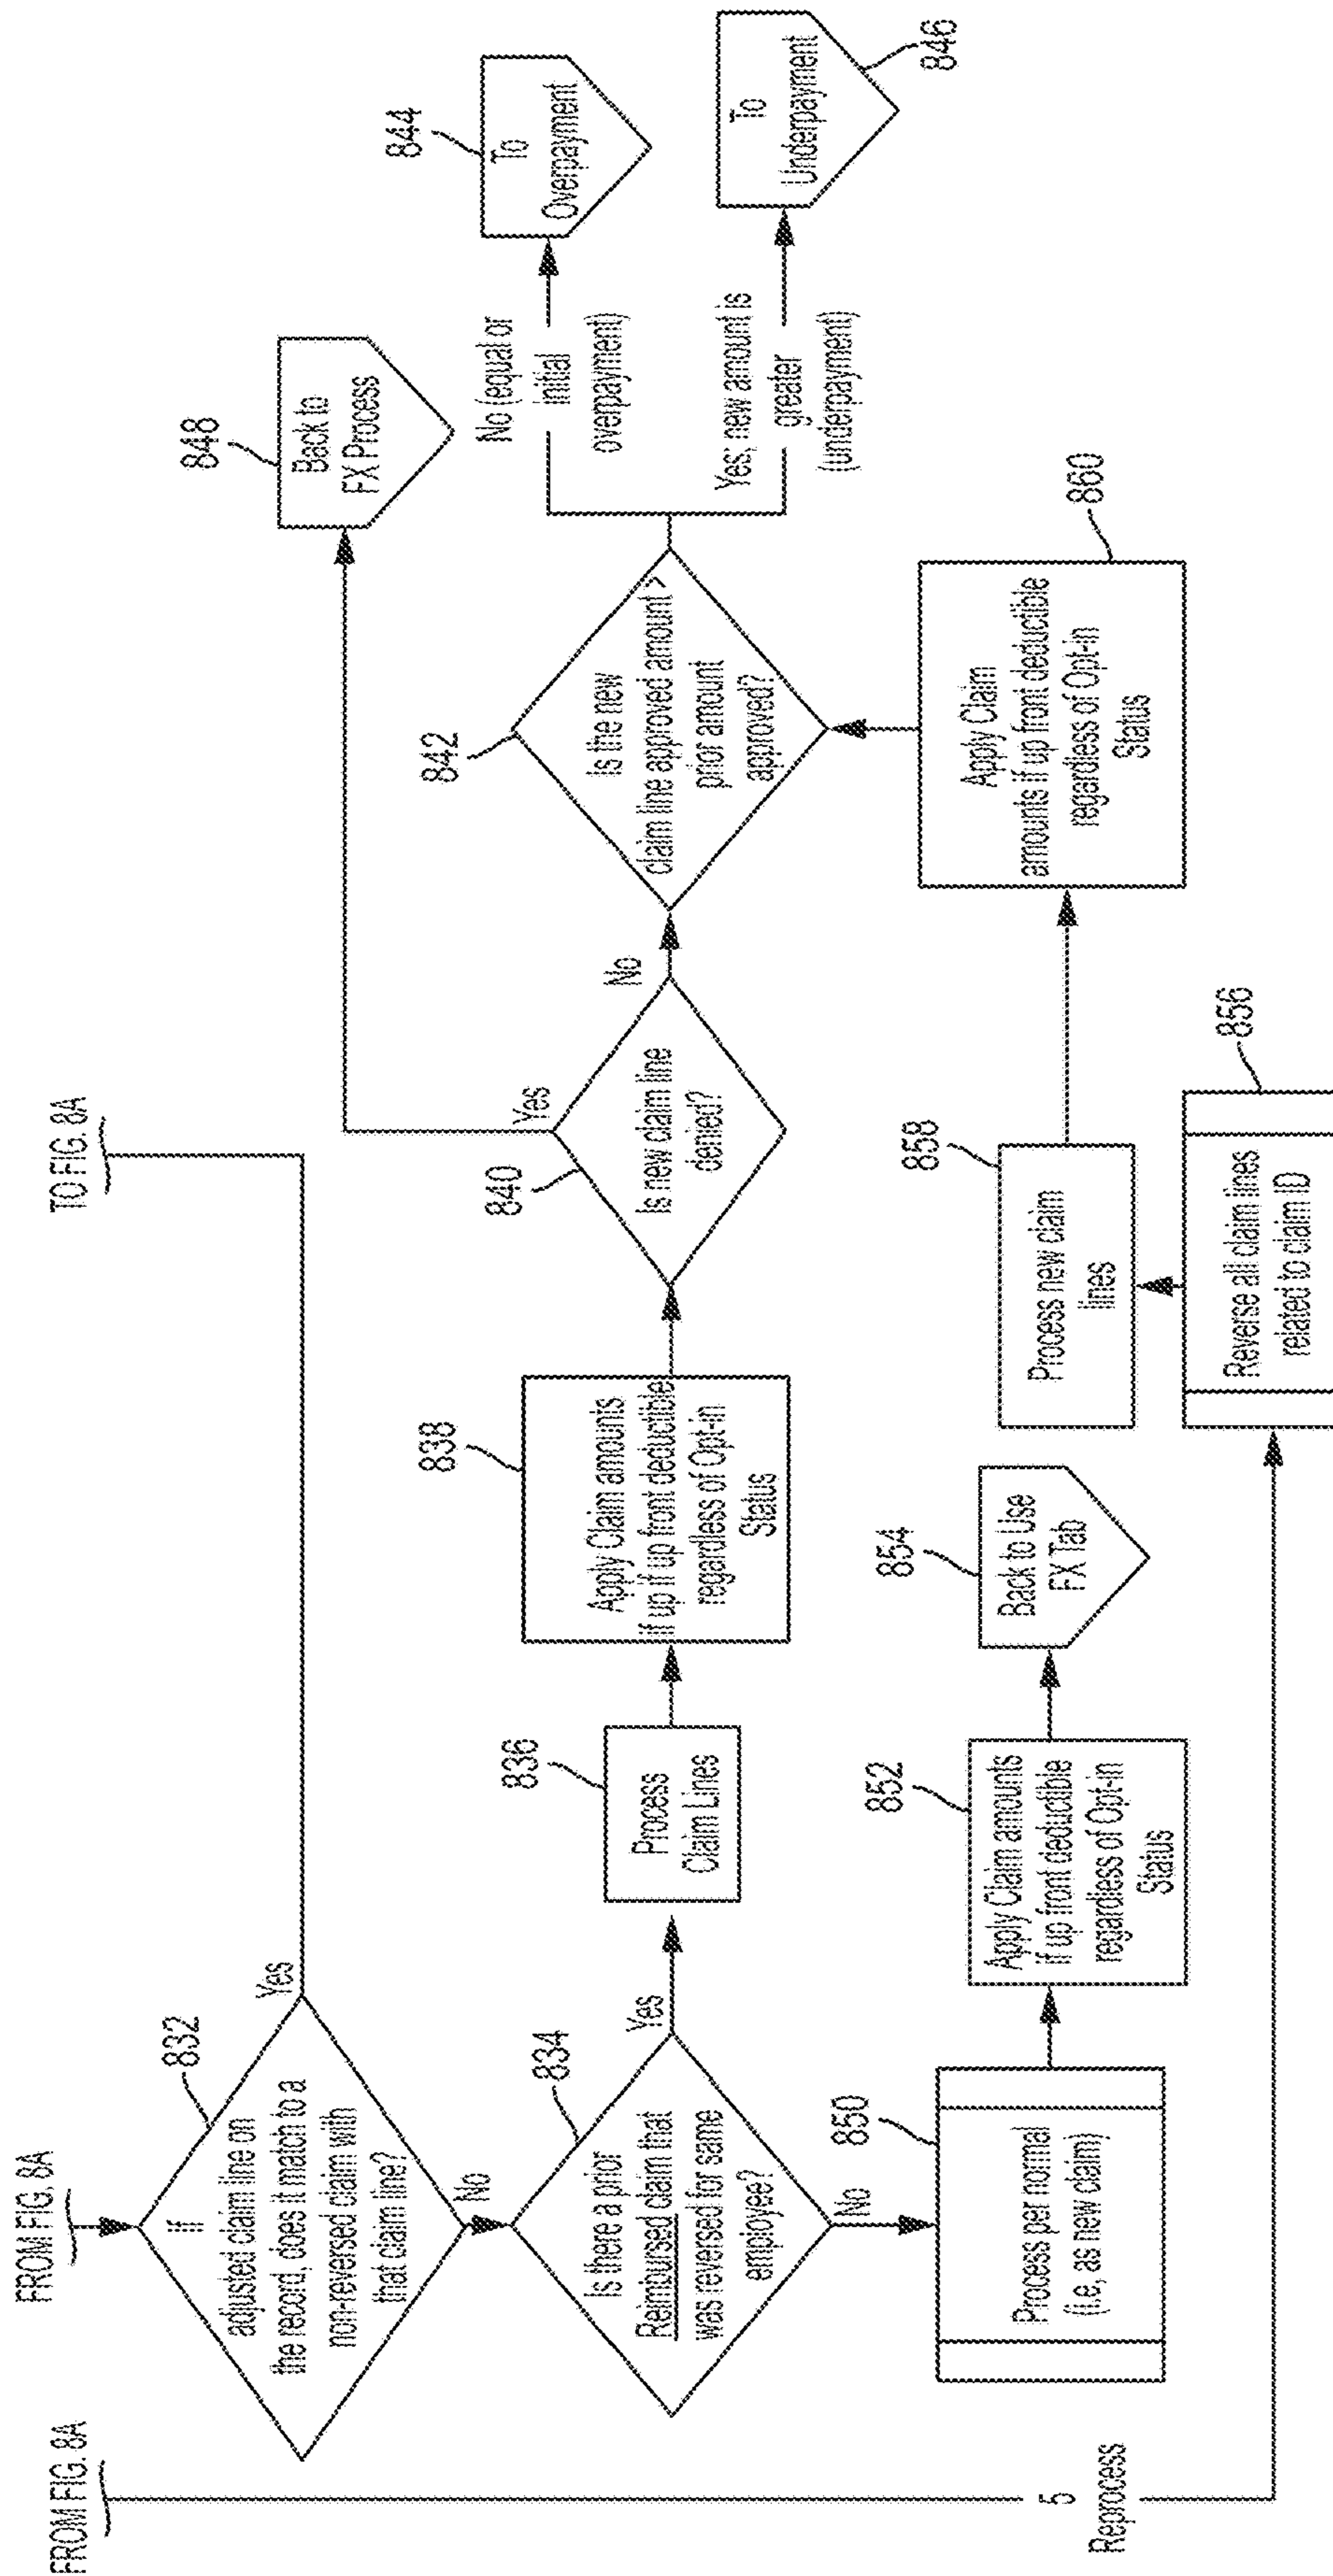 FROM FIG. 8A
FROM FIG. 8A
TO FIG. 8A
832
If
adjusted claim line on
the record, does it match to a
non-reversed claim with
that claim line?
Yes
No
834
Is there a prior
Reimbursed claim that
was reversed for same
employee?
Yes
No
836
Process
Claim Lines
838
Apply Claim amounts
if up if up front deductible
regardless of Opt-in
Status
840
Is new claim line
denied?
Yes
No
848
Back to
FX Process
842
Is the new
claim line approved amount >
prior amount
approved?
No (equal or
initial
overpayment)
844
To
Overpayment
Yes; new amount is
greater
(underpayment)
846
To
Underpayment
850
Process per normal
(i.e, as new claim)
852
Apply Claim amounts
if up front deductible
regardless of Opt-in
Status
854
Back to Use
FX Tab
5
Reprocess
856
Reverse all claim lines
related to claim ID
858
Process new claim
lines
860
Apply Claim
amounts if up front deductible
regardless of Opt-in
Status